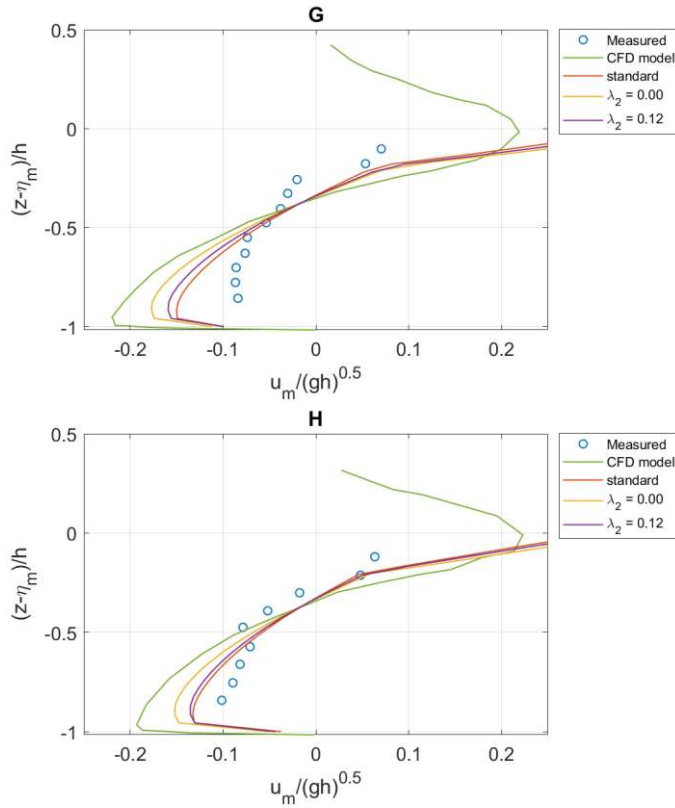 G
0.5
0
-0.5
-1
(z-η_m)/h
-0.2
-0.1
0
0.1
0.2
u_m/(gh)^0.5
Measured
CFD model
standard
λ_2 = 0.00
λ_2 = 0.12
H
0.5
0
-0.5
-1
(z-η_m)/h
-0.2
-0.1
0
0.1
0.2
u_m/(gh)^0.5
Measured
CFD model
standard
λ_2 = 0.00
λ_2 = 0.12